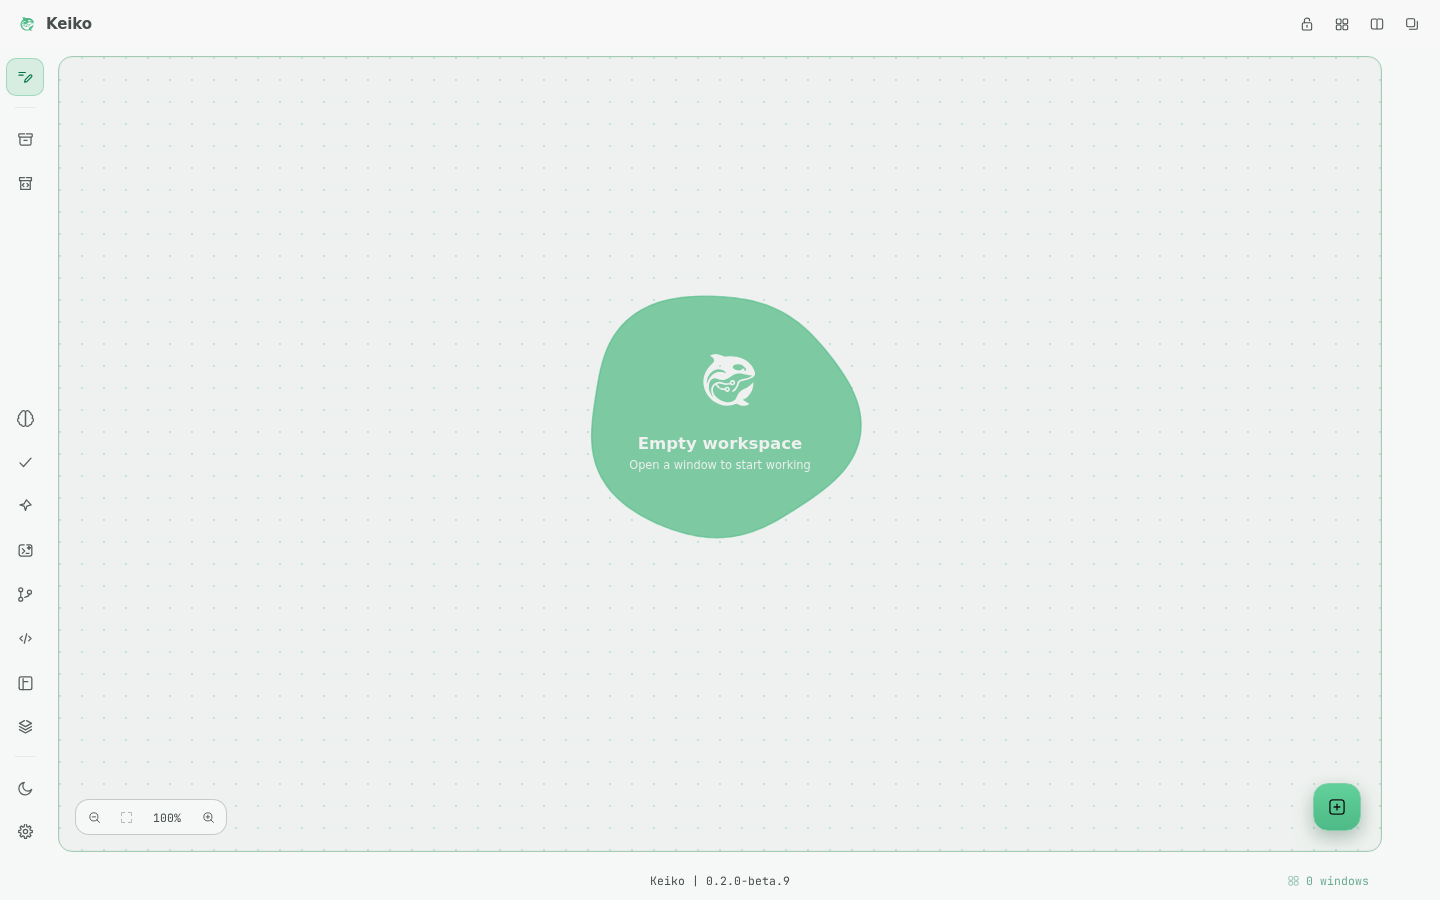 Keiko
Empty workspace
Open a window to start working
100%
Keiko | 0.2.0-beta.9
0 windows